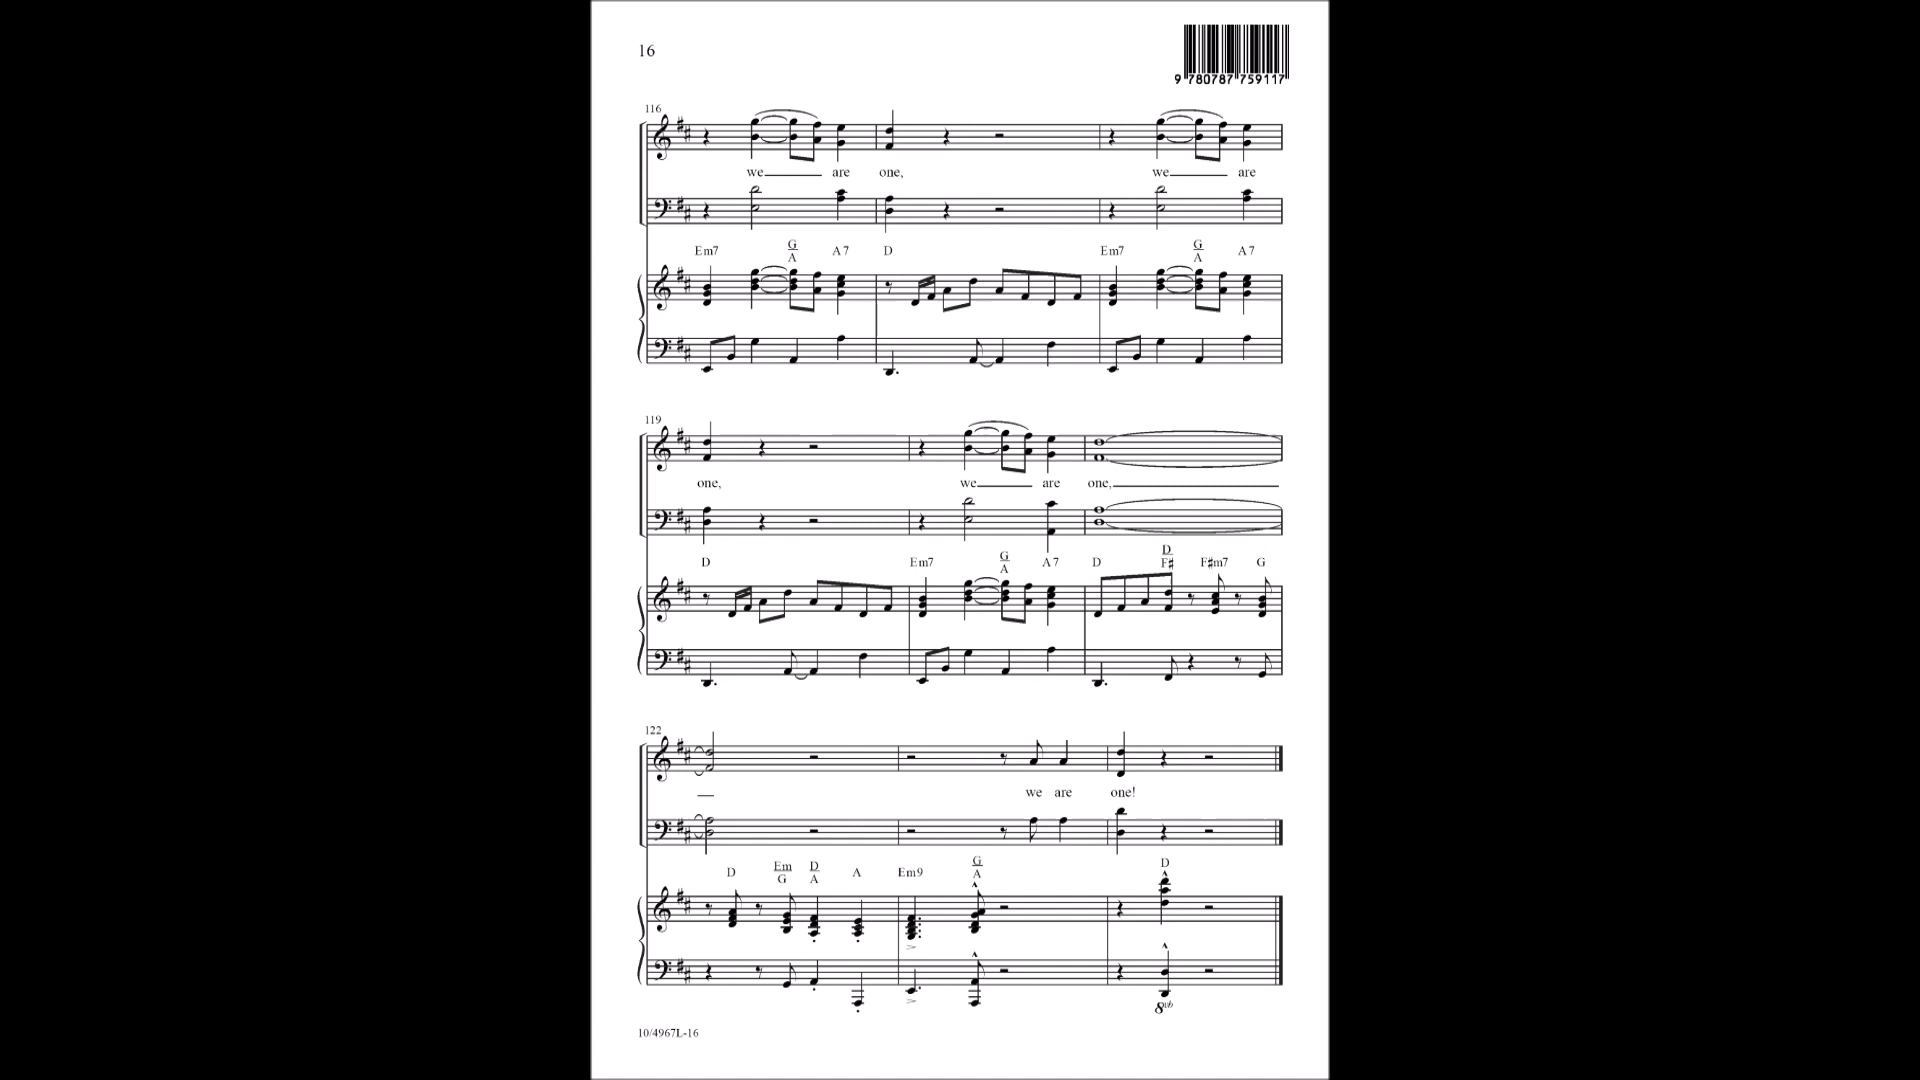 16
9 780787 759117
116
we are one, we are
Em7 G/A A7 D Em7 G/A A7
119
one, we are one,
D Em7 G/A A7 D D/F♯ F♯m7 G
122
we are one!
D Em/G D/A A Em9 G/A D
8vb
10/4967L-16